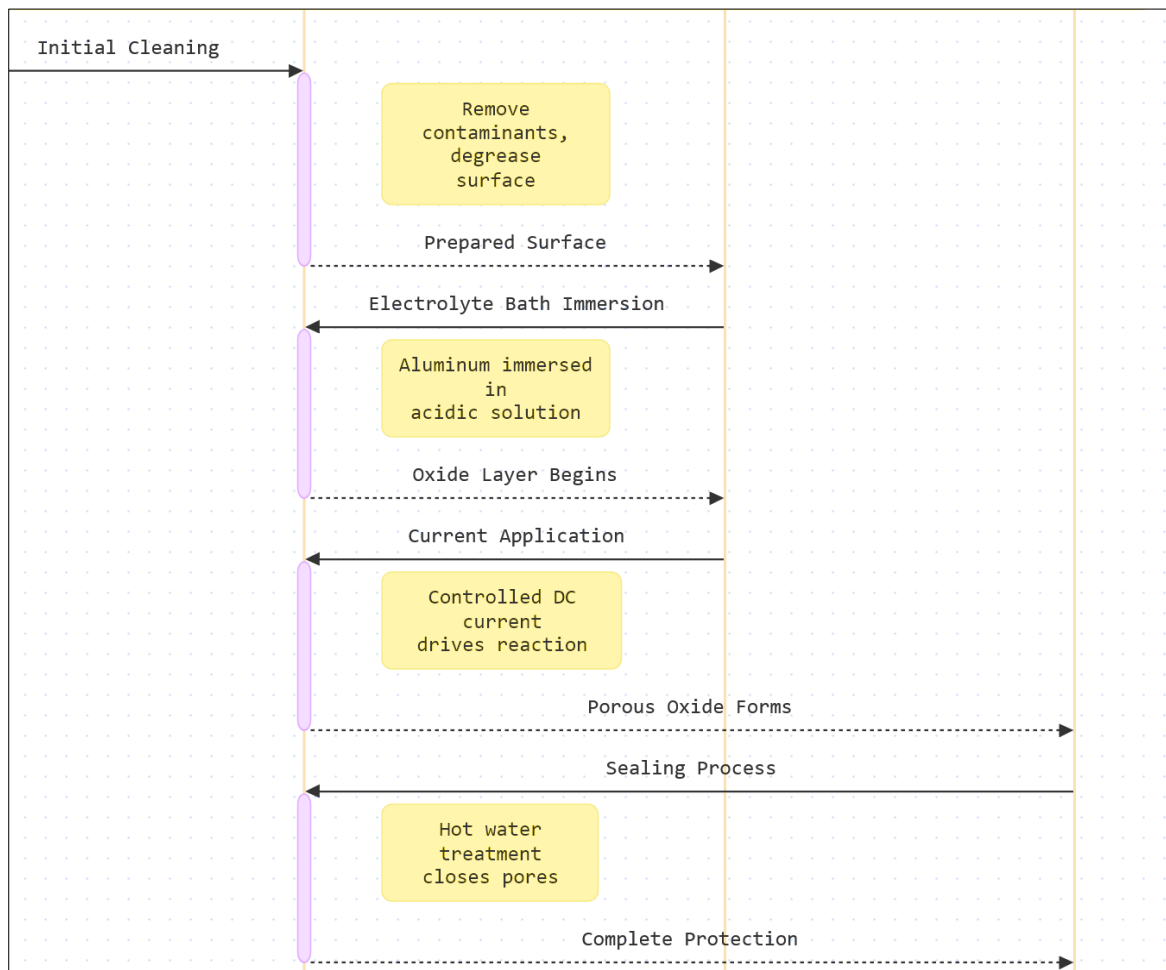 Initial Cleaning
Remove
contaminants,
degrease
surface
Prepared Surface
Electrolyte Bath Immersion
Aluminum immersed
in
acidic solution
Oxide Layer Begins
Current Application
Controlled DC
current
drives reaction
Porous Oxide Forms
Sealing Process
Hot water
treatment
closes pores
Complete Protection